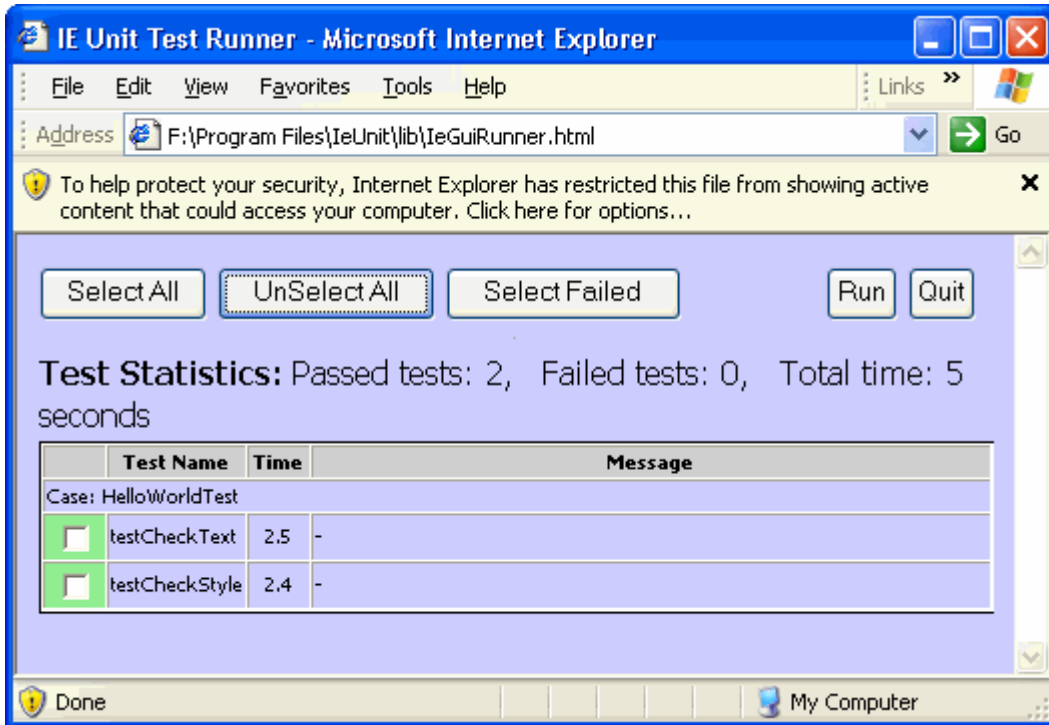 IE Unit Test Runner - Microsoft Internet Explorer
File Edit View Favorites Tools Help Links »
Address F:\Program Files\IeUnit\lib\IeGuiRunner.html Go
To help protect your security, Internet Explorer has restricted this file from showing active
content that could access your computer. Click here for options...
Select All UnSelect All Select Failed Run Quit
Test Statistics: Passed tests: 2, Failed tests: 0, Total time: 5
seconds
Test Name Time Message
Case: HelloWorldTest
testCheckText 2.5 -
testCheckStyle 2.4 -
Done My Computer